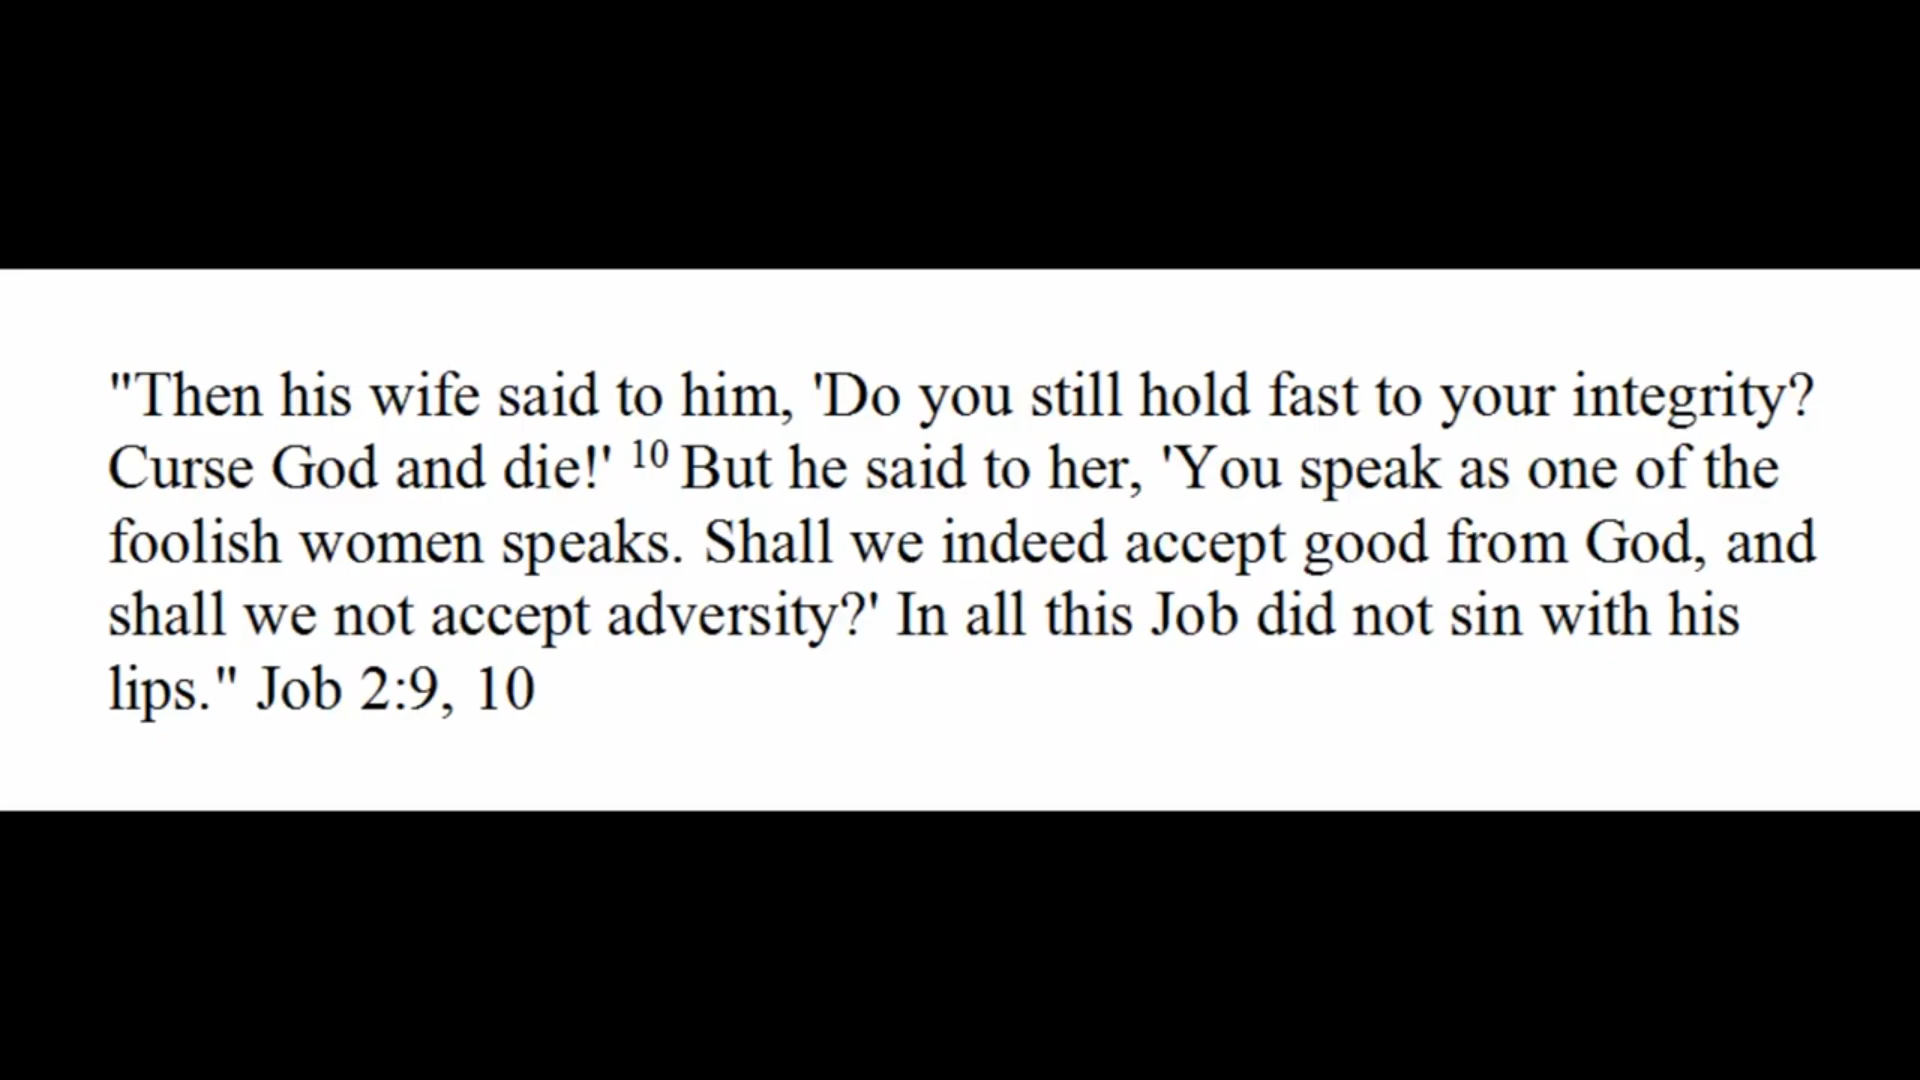 "Then his wife said to him, 'Do you still hold fast to your integrity?
Curse God and die!' 10 But he said to her, 'You speak as one of the
foolish women speaks. Shall we indeed accept good from God, and
shall we not accept adversity?' In all this Job did not sin with his
lips." Job 2:9, 10